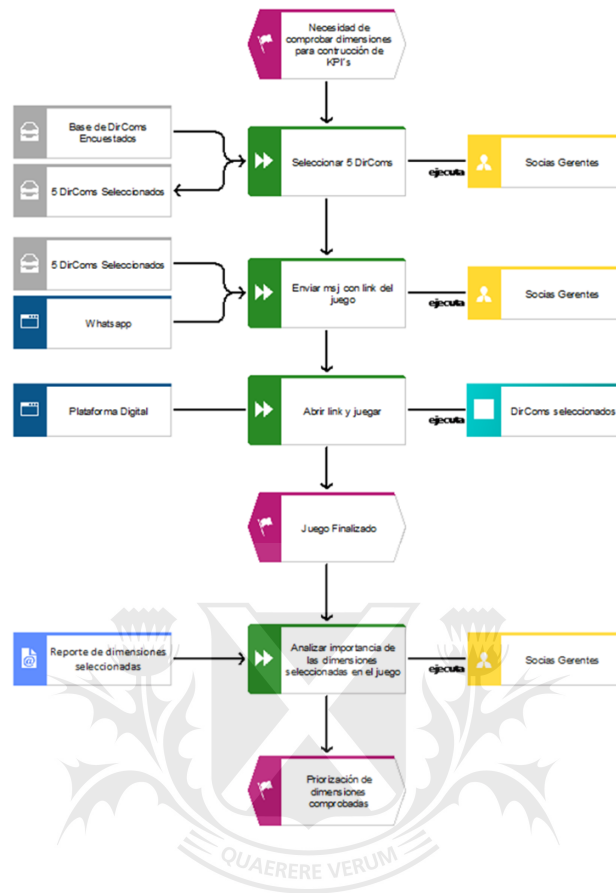 Necesidad de
comprobar dimensiones
para contrucción de
KPI's
Base de DirComs
Encuestados
5 DirComs Seleccionados
Seleccionar 5 DirComs
ejecuta
Socias Gerentes
5 DirComs Seleccionados
Whatsapp
Enviar msj con link del
juego
ejecuta
Socias Gerentes
Plataforma Digital
Abrir link y juegar
ejecuta
DirComs seleccionados
Juego Finalizado
Reporte de dimensiones
seleccionadas
Analizar importancia de
las dimensiones
seleccionadas en el juego
ejecuta
Socias Gerentes
Priorización de
dimensiones
comprobadas
QUAERERE VERUM